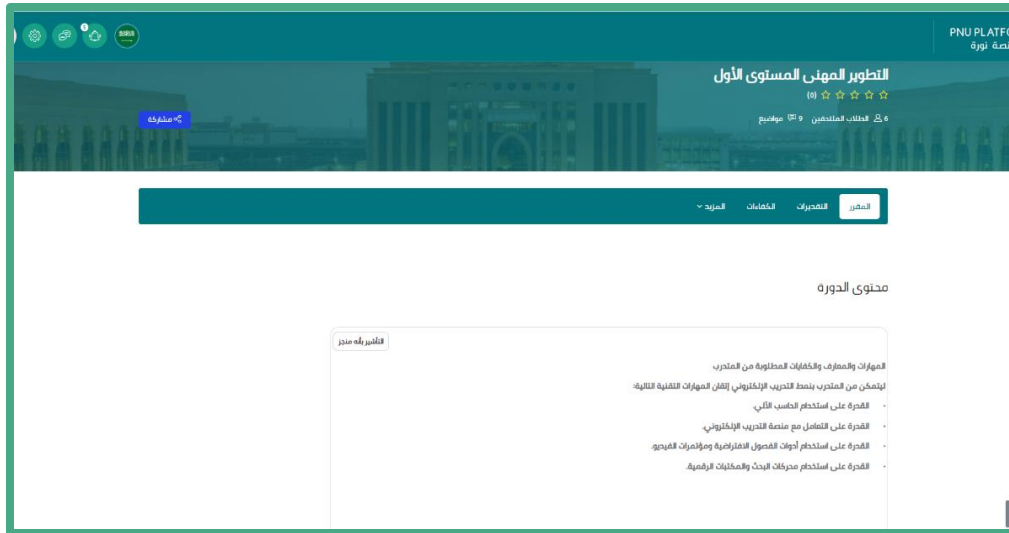 PNU PLATFO
صة نورة
1
التطوير المهني المستوى الأول
(0)
6 الطلاب الملتحقين 9 مواضيع
مشاركة
المقرر التقديرات الكفاءات المزيد
محتوى الدورة
التأشير بأنه منجز
المهارات والمعارف والكفايات المطلوبة من المتدرب
ليتمكن من المتدرب بنمط التدريب الإلكتروني إتقان المهارات التقنية التالية:
• القدرة على استخدام الحاسب الآلي.
• القدرة على التعامل مع منصة التدريب الإلكتروني.
• القدرة على استخدام أدوات الفصول الافتراضية ومؤتمرات الفيديو.
• القدرة على استخدام محركات البحث والمكتبات الرقمية.